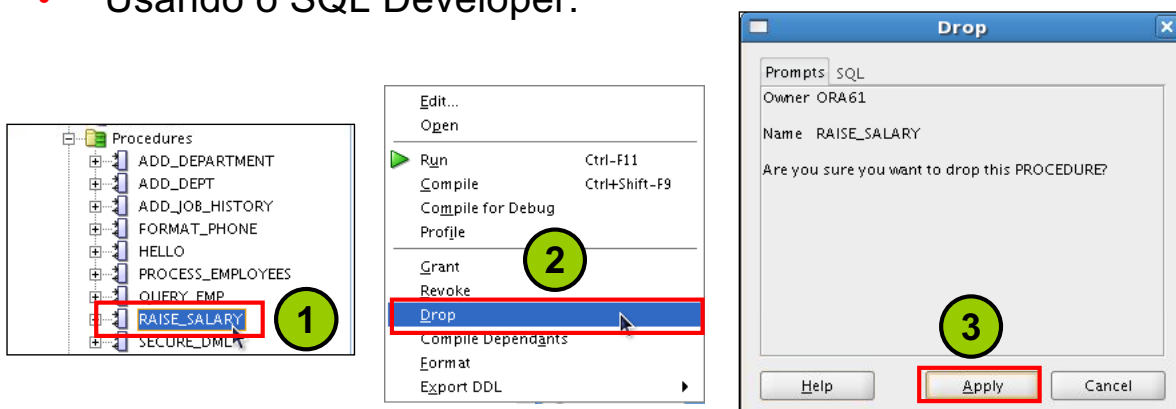 • Usando o SQL Developer:
Procedures
ADD_DEPARTMENT
ADD_DEPT
ADD_JOB_HISTORY
FORMAT_PHONE
HELLO
PROCESS_EMPLOYEES
QUERY_EMP
RAISE_SALARY
SECURE_DML
1
Edit...
Open
Run Ctrl-F11
Compile Ctrl+Shift-F9
Compile for Debug
Profile
Grant
Revoke
Drop
Compile Dependants
Format
Export DDL
2
Drop
Prompts SQL
Owner ORA61
Name RAISE_SALARY
Are you sure you want to drop this PROCEDURE?
3
Help Apply Cancel